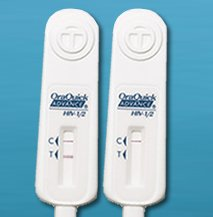 T
OraQuick
ADVANCE®
HIV-1/2
C
T
T
OraQuick
ADVANCE®
HIV-1/2
C
T